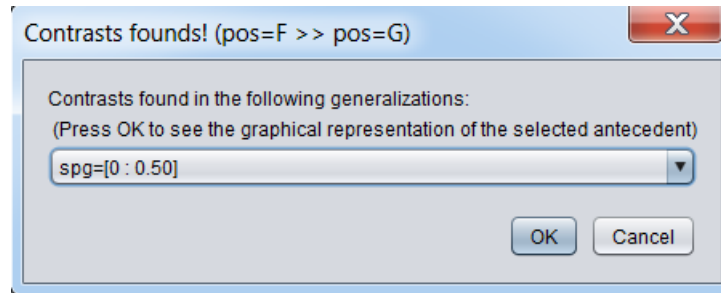 Contrasts founds! (pos=F >> pos=G)
Contrasts found in the following generalizations:
(Press OK to see the graphical representation of the selected antecedent)
spg=[0 : 0.50]
OK Cancel